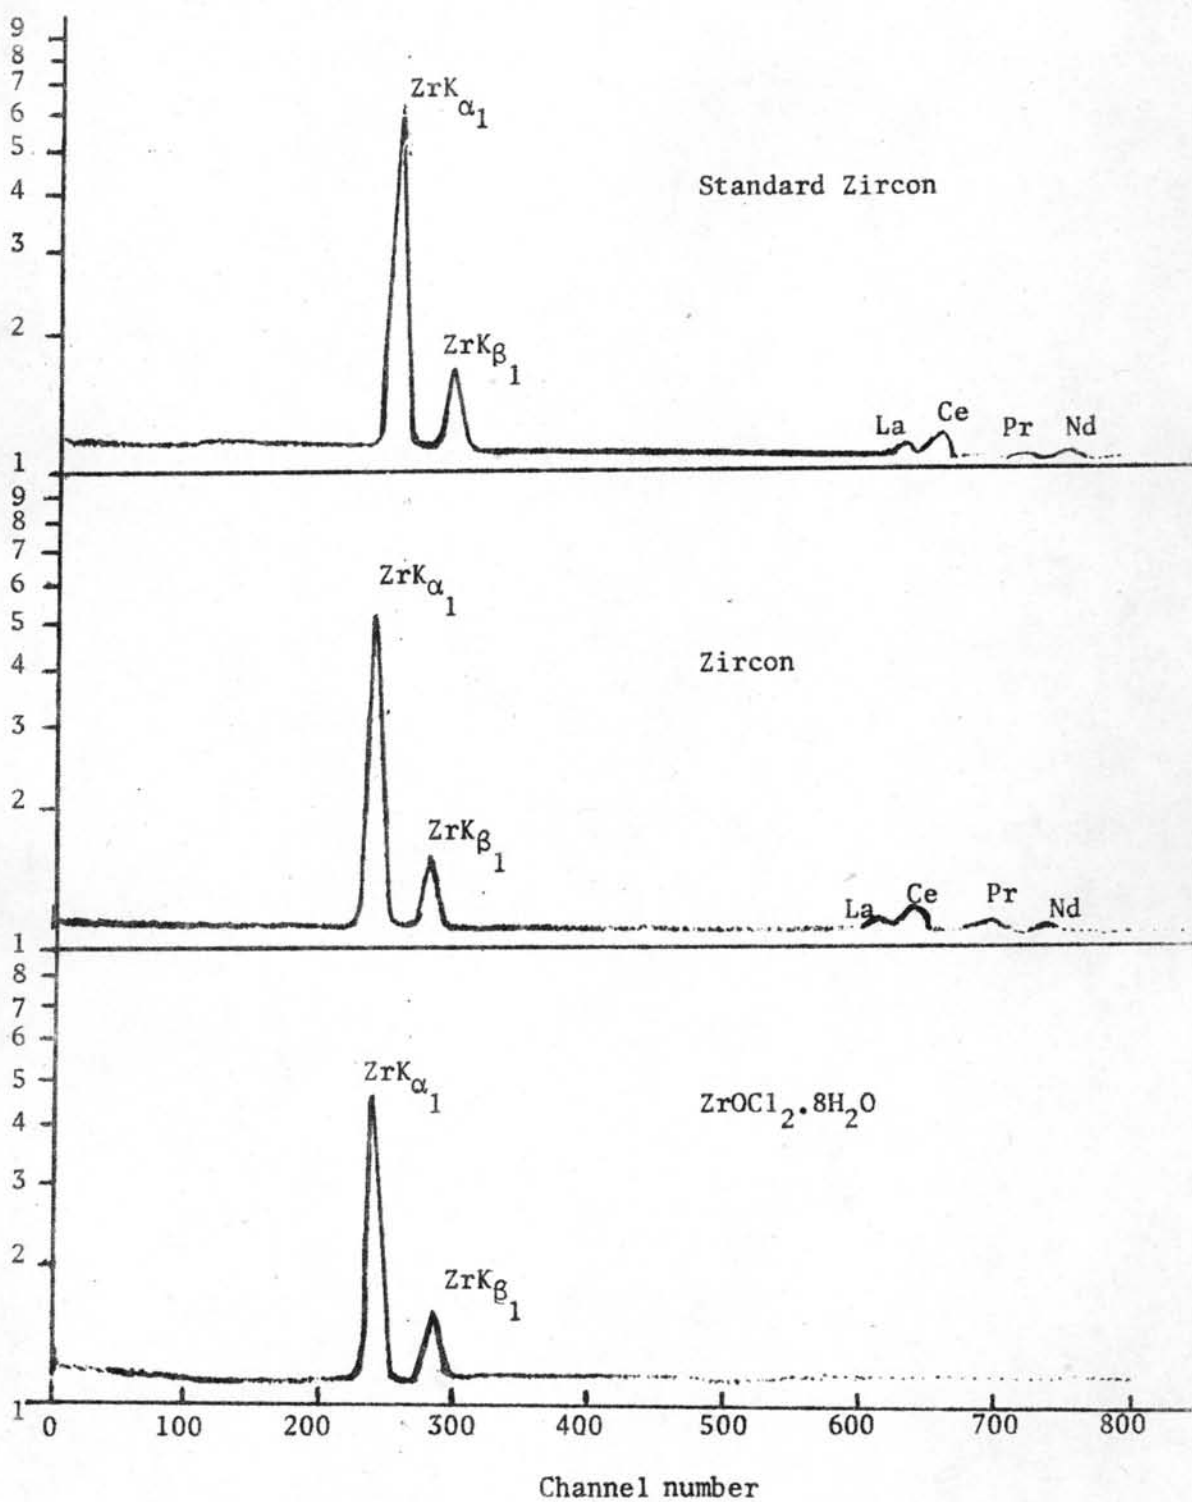 9
8
7
6
5
4
3
2
1
ZrKα1
ZrKβ1
Standard Zircon
La
Ce
Pr
Nd
9
8
7
6
5
4
3
2
1
ZrKα1
ZrKβ1
Zircon
La
Ce
Pr
Nd
8
7
6
5
4
3
2
1
ZrKα1
ZrKβ1
ZrOCl2.8H2O
0 100 200 300 400 500 600 700 800
Channel number